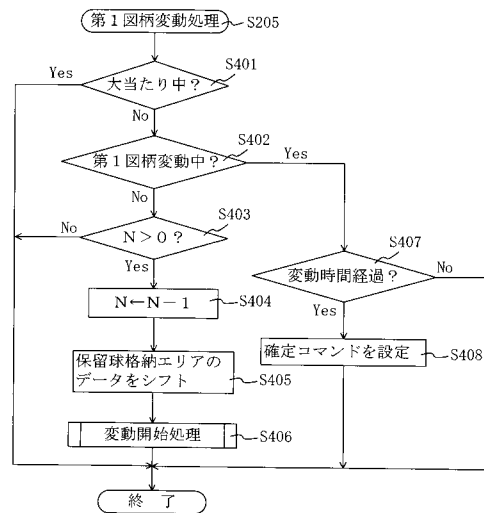 第1図柄変動処理
S205
Yes
S401
大当たり中？
No
S402
第1図柄変動中？
Yes
No
No
S403
N＞0？
Yes
S407
変動時間経過？
No
N←N－1
S404
Yes
保留球格納エリアの
データをシフト
S405
確定コマンドを設定
S408
変動開始処理
S406
終 了